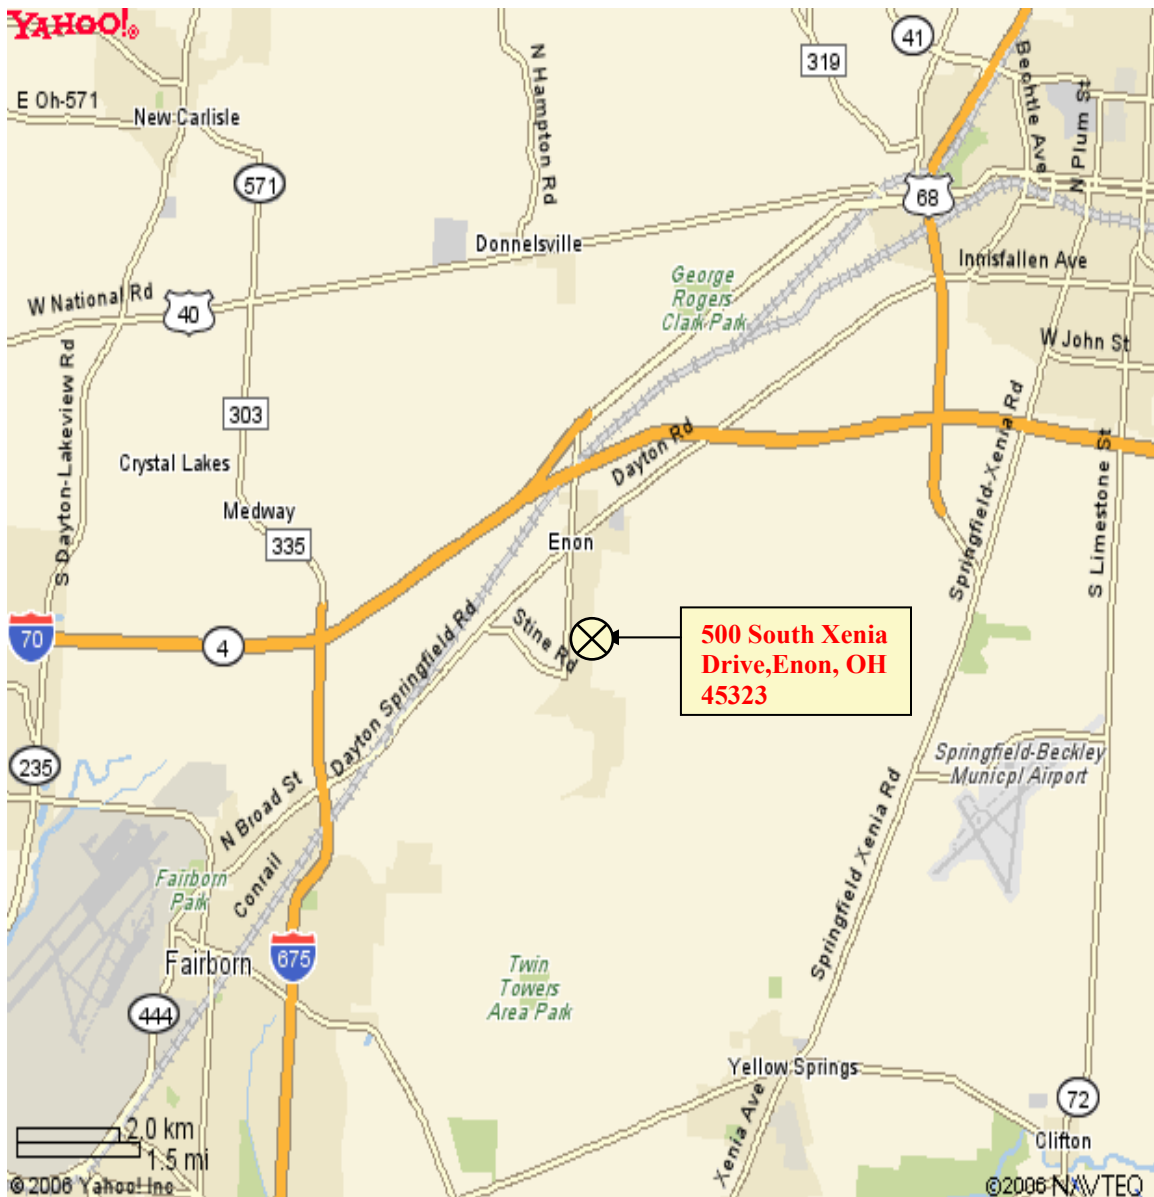 YAHOO!®
41
319
Bechtle Ave
N Plum St
E Oh-571
New Carlisle
N Hampton Rd
571
68
Donnelsville
Innisfallen Ave
George
Rogers
Clark Park
W National Rd
40
W John St
S Dayton-Lakeview Rd
303
Springfield-Xenia Rd
Dayton Rd
Crystal Lakes
S Limestone St
Medway
335
Enon
Stine Rd
70
4
500 South Xenia
Drive,Enon, OH
45323
Dayton Springfield Rd
235
Springfield-Beckley
Municpl Airport
N Broad St
Springfield Xenia Rd
Conrail
Fairborn
Park
Fairborn
675
Twin
Towers
Area Park
444
Yellow Springs
Xenia Ave
72
Clifton
2.0 km
1.5 mi
© 2006 Yahoo! Inc
©2006 NAVTEQ